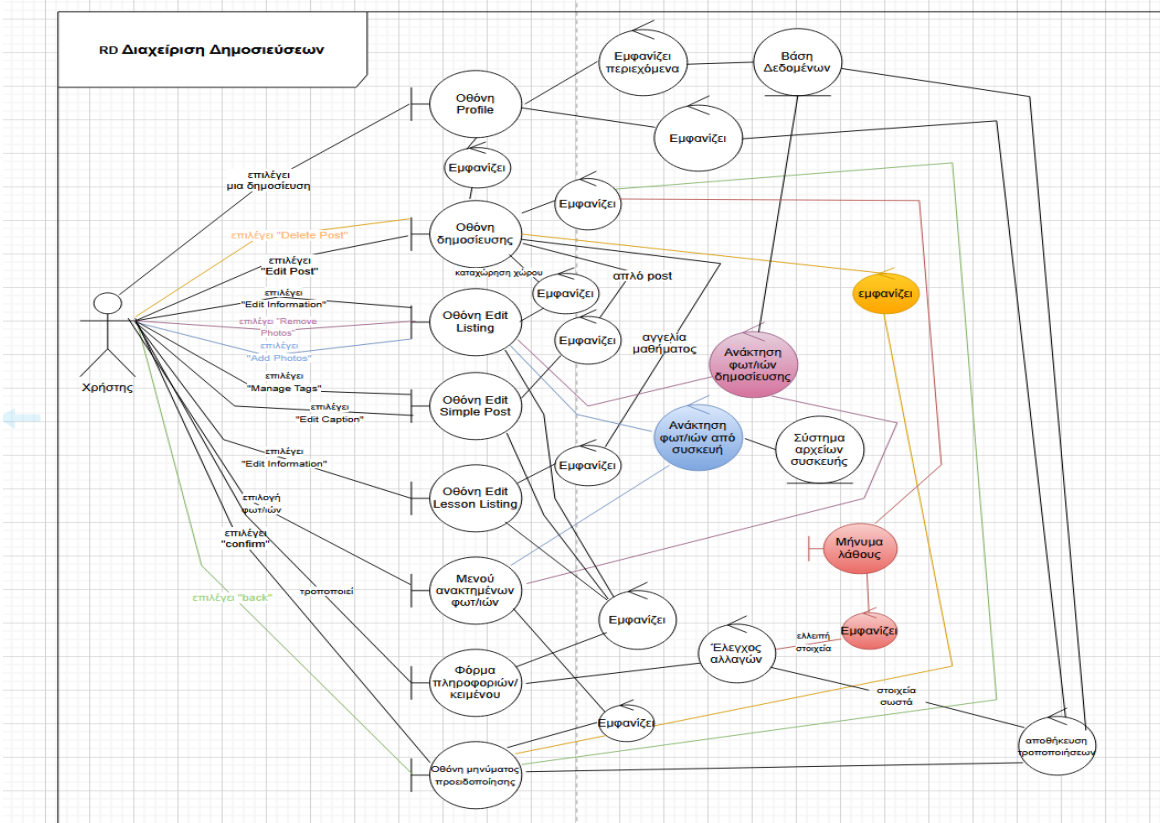 RD Διαχείριση Δημοσιεύσεων
Εμφανίζει
περιεχόμενα
Βάση
Δεδομένων
Οθόνη
Profile
Εμφανίζει
Εμφανίζει
επιλέγει
μια δημοσίευση
Εμφανίζει
Οθόνη
δημοσίευσης
επιλέγει "Delete Post"
επιλέγει
"Edit Post"
καταχώρηση χώρου
απλό post
Εμφανίζει
εμφανίζει
επιλέγει
"Edit Information"
Οθόνη Edit
Listing
επιλέγει "Remove
Photos"
Εμφανίζει
αγγελία
μαθήματος
επιλέγει
"Add Photos"
Ανάκτηση
φωτ/ιών
δημοσίευσης
Χρήστης
επιλέγει
"Manage Tags"
Οθόνη Edit
Simple Post
επιλέγει
"Edit Caption"
Ανάκτηση
φωτ/ιών από
συσκευή
Σύστημα
αρχείων
συσκευής
επιλέγει
"Edit Information"
Εμφανίζει
Οθόνη Edit
Lesson Listing
επιλογή
φωτ/ιών
επιλέγει
"confirm"
Μήνυμα
λάθους
Μενού
ανακτημένων
φωτ/ιών
επιλέγει "back"
τροποποιεί
Εμφανίζει
Εμφανίζει
ελλειπή
στοιχεία
Έλεγχος
αλλαγών
Φόρμα
πληροφοριών/
κειμένου
στοιχεία
σωστά
Εμφανίζει
αποθήκευση
τροποποιήσεων
Οθόνη μηνύματος
προειδοποίησης